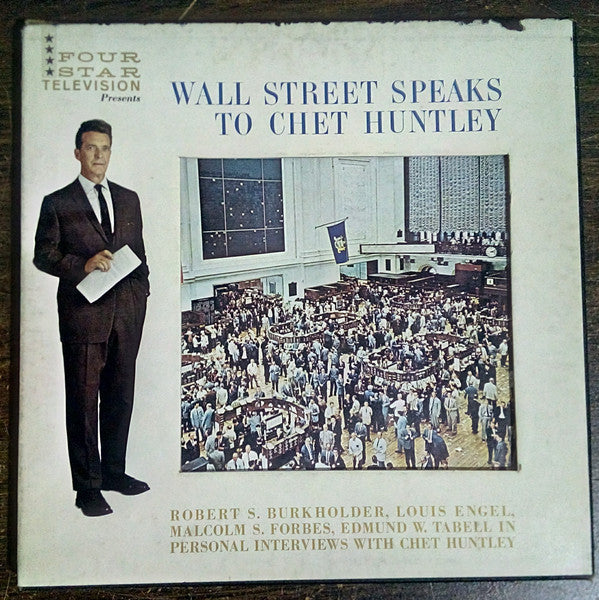 FOUR
STAR
TELEVISION
Presents
WALL STREET SPEAKS
TO CHET HUNTLEY
ROBERT S. BURKHOLDER, LOUIS ENGEL,
MALCOLM S. FORBES, EDMUND W. TABELL IN
PERSONAL INTERVIEWS WITH CHET HUNTLEY